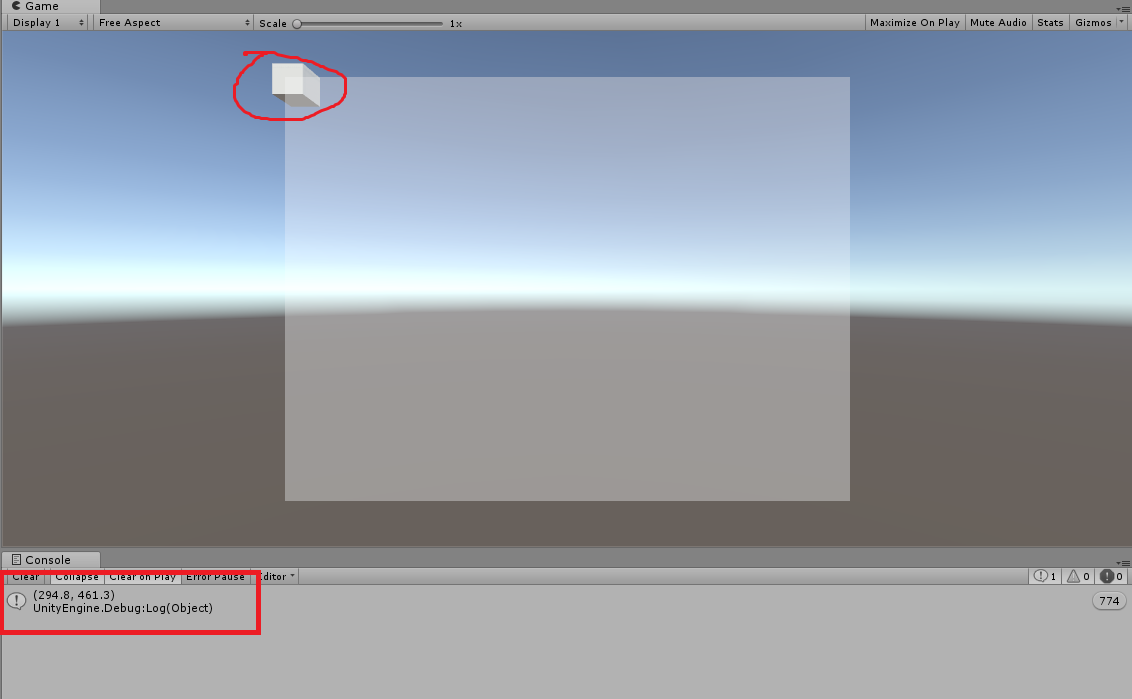 Game
Display 1 Free Aspect Scale 1x Maximize On Play Mute Audio Stats Gizmos
Console
Clear Collapse Clear on Play Error Pause Editor 1 0 0
(294.8, 461.3)
UnityEngine.Debug:Log(Object)
774